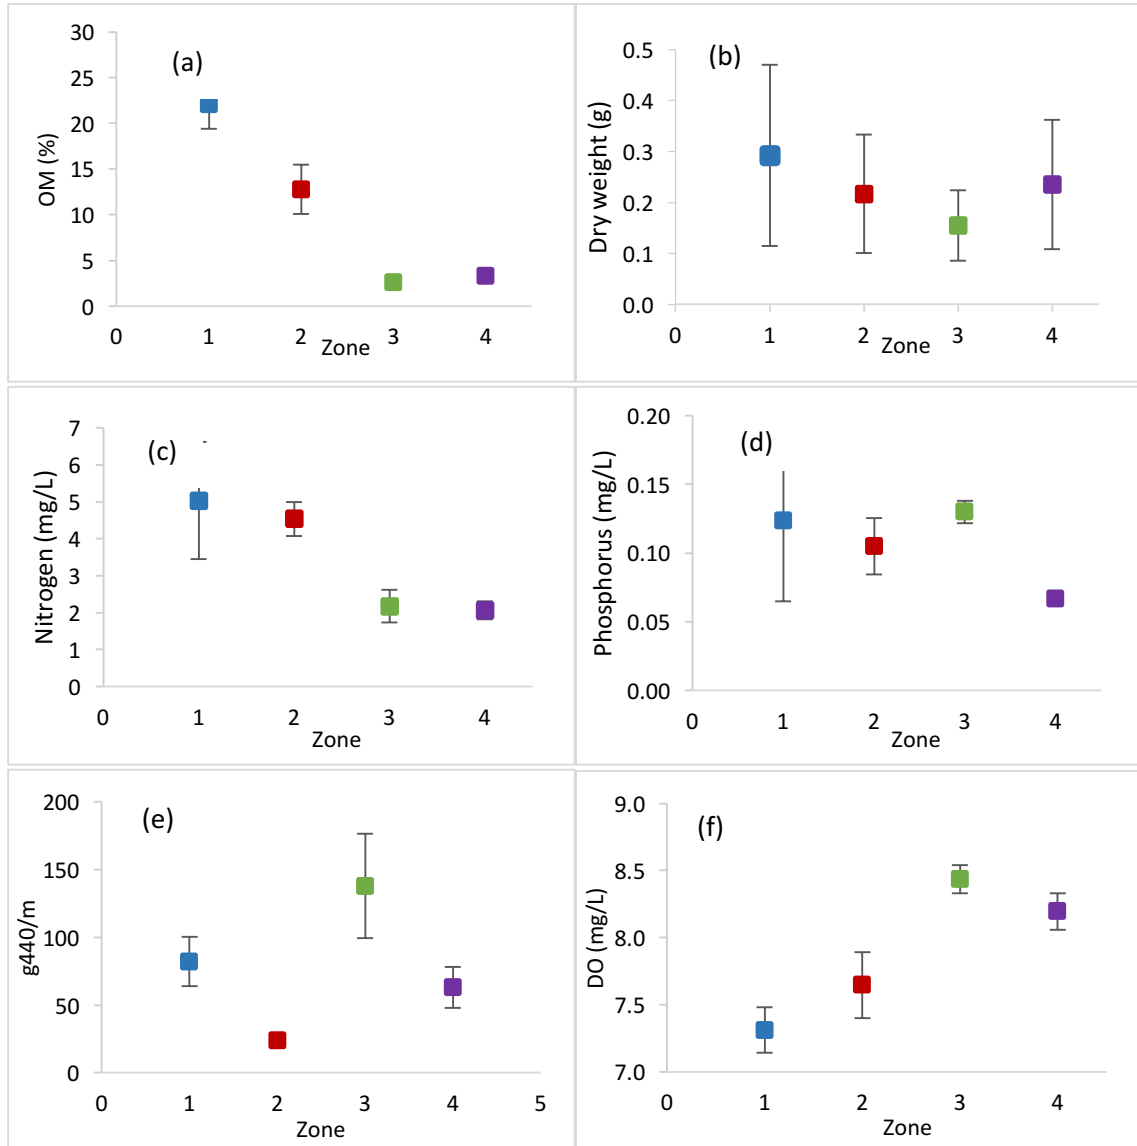 (a)
OM (%)
30
25
20
15
10
5
0
0 1 2 3 4
Zone
(b)
Dry weight (g)
0.5
0.4
0.3
0.2
0.1
0.0
0 1 2 3 4
Zone
(c)
Nitrogen (mg/L)
7
6
5
4
3
2
1
0
0 1 2 3 4
Zone
(d)
Phosphorus (mg/L)
0.20
0.15
0.10
0.05
0.00
0 1 2 3 4
Zone
(e)
g440/m
200
150
100
50
0
0 1 2 3 4 5
Zone
(f)
DO (mg/L)
9.0
8.5
8.0
7.5
7.0
0 1 2 3 4
Zone